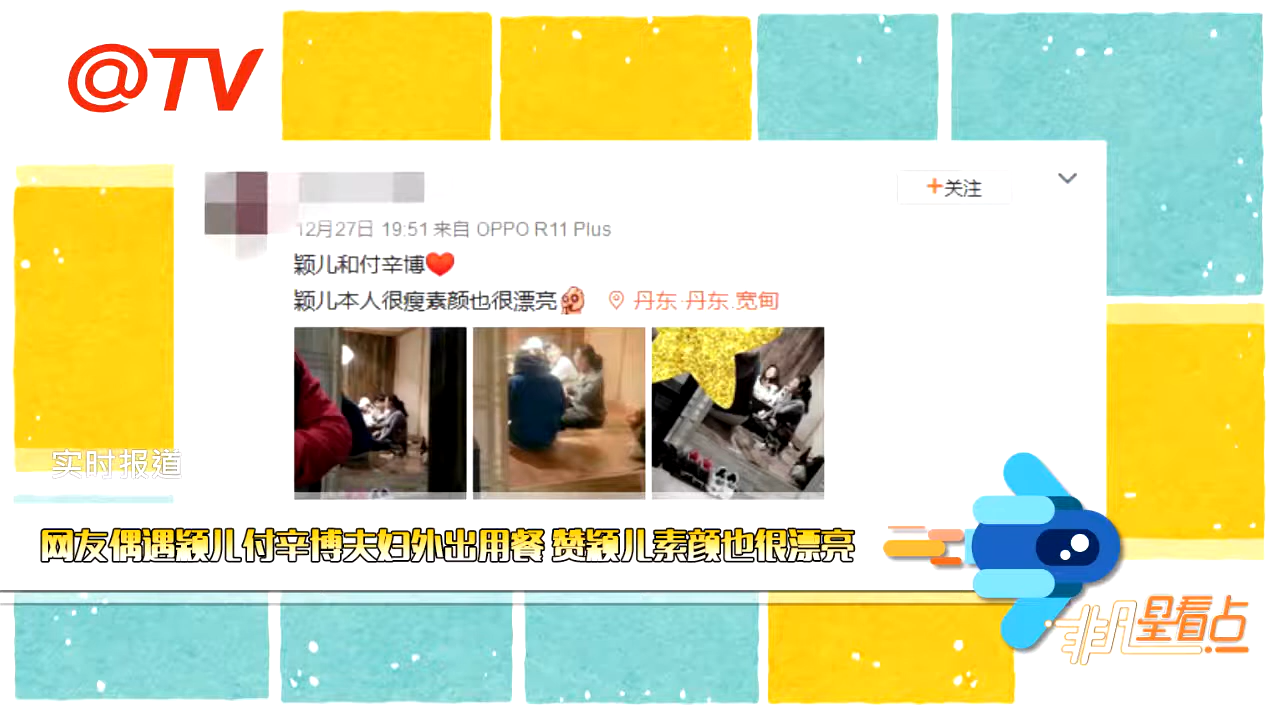 @TV
+关注
12月27日 19:51 来自 OPPO R11 Plus
颖儿和付辛博
颖儿本人很瘦素颜也很漂亮 丹东·丹东.宽甸
实时报道
网友偶遇颖儿付辛博夫妇外出用餐 赞颖儿素颜也很漂亮
非凡星看点